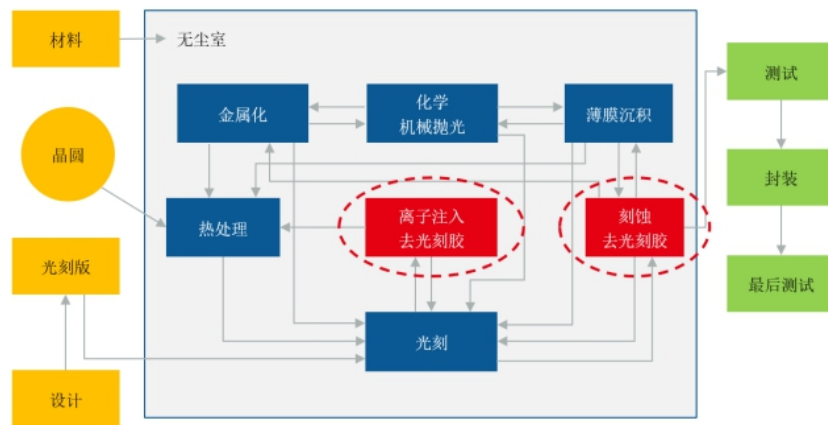 材料
无尘室
测试
金属化
化学
机械抛光
薄膜沉积
晶圆
封装
热处理
离子注入
去光刻胶
刻蚀
去光刻胶
光刻版
最后测试
光刻
设计